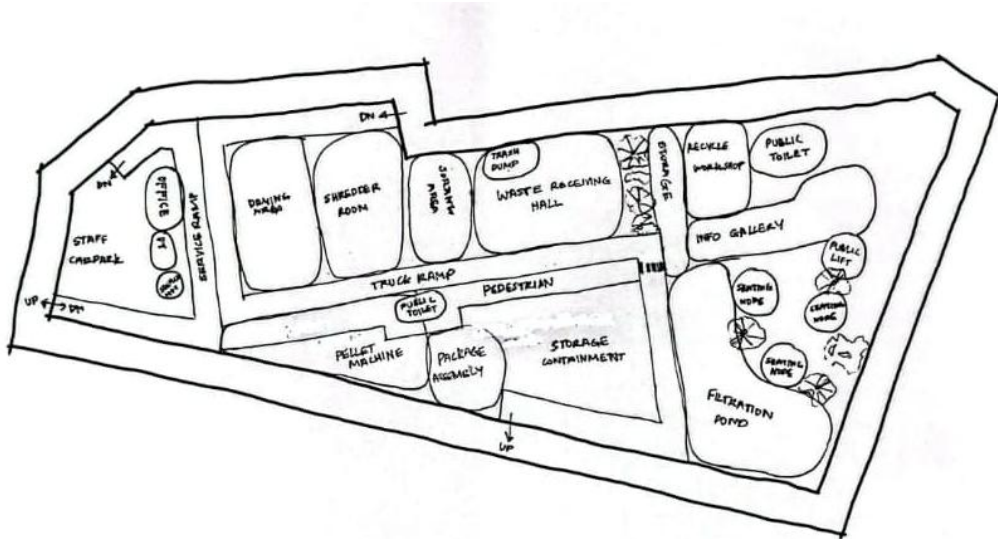 DN
DN
OFFICE
STAFF
CARPARK
SERVICE RAMP
UP
DN
SHREDDER
ROOM
AREA
TRASH
DUMP
WASTE RECEIVING
HALL
STORAGE
RECYCLE
WORKSHOP
PUBLIC
TOILET
INFO GALLERY
PUBLIC
LIFT
TRUCK RAMP
PEDESTRIAN
PUBLIC
TOILET
SEATING
NODE
SEATING
NODE
SEATING
NODE
PELLET
MACHINE
PACKAGE
ASSEMBLY
STORAGE
CONTAINMENT
FILTRATION
POND
UP